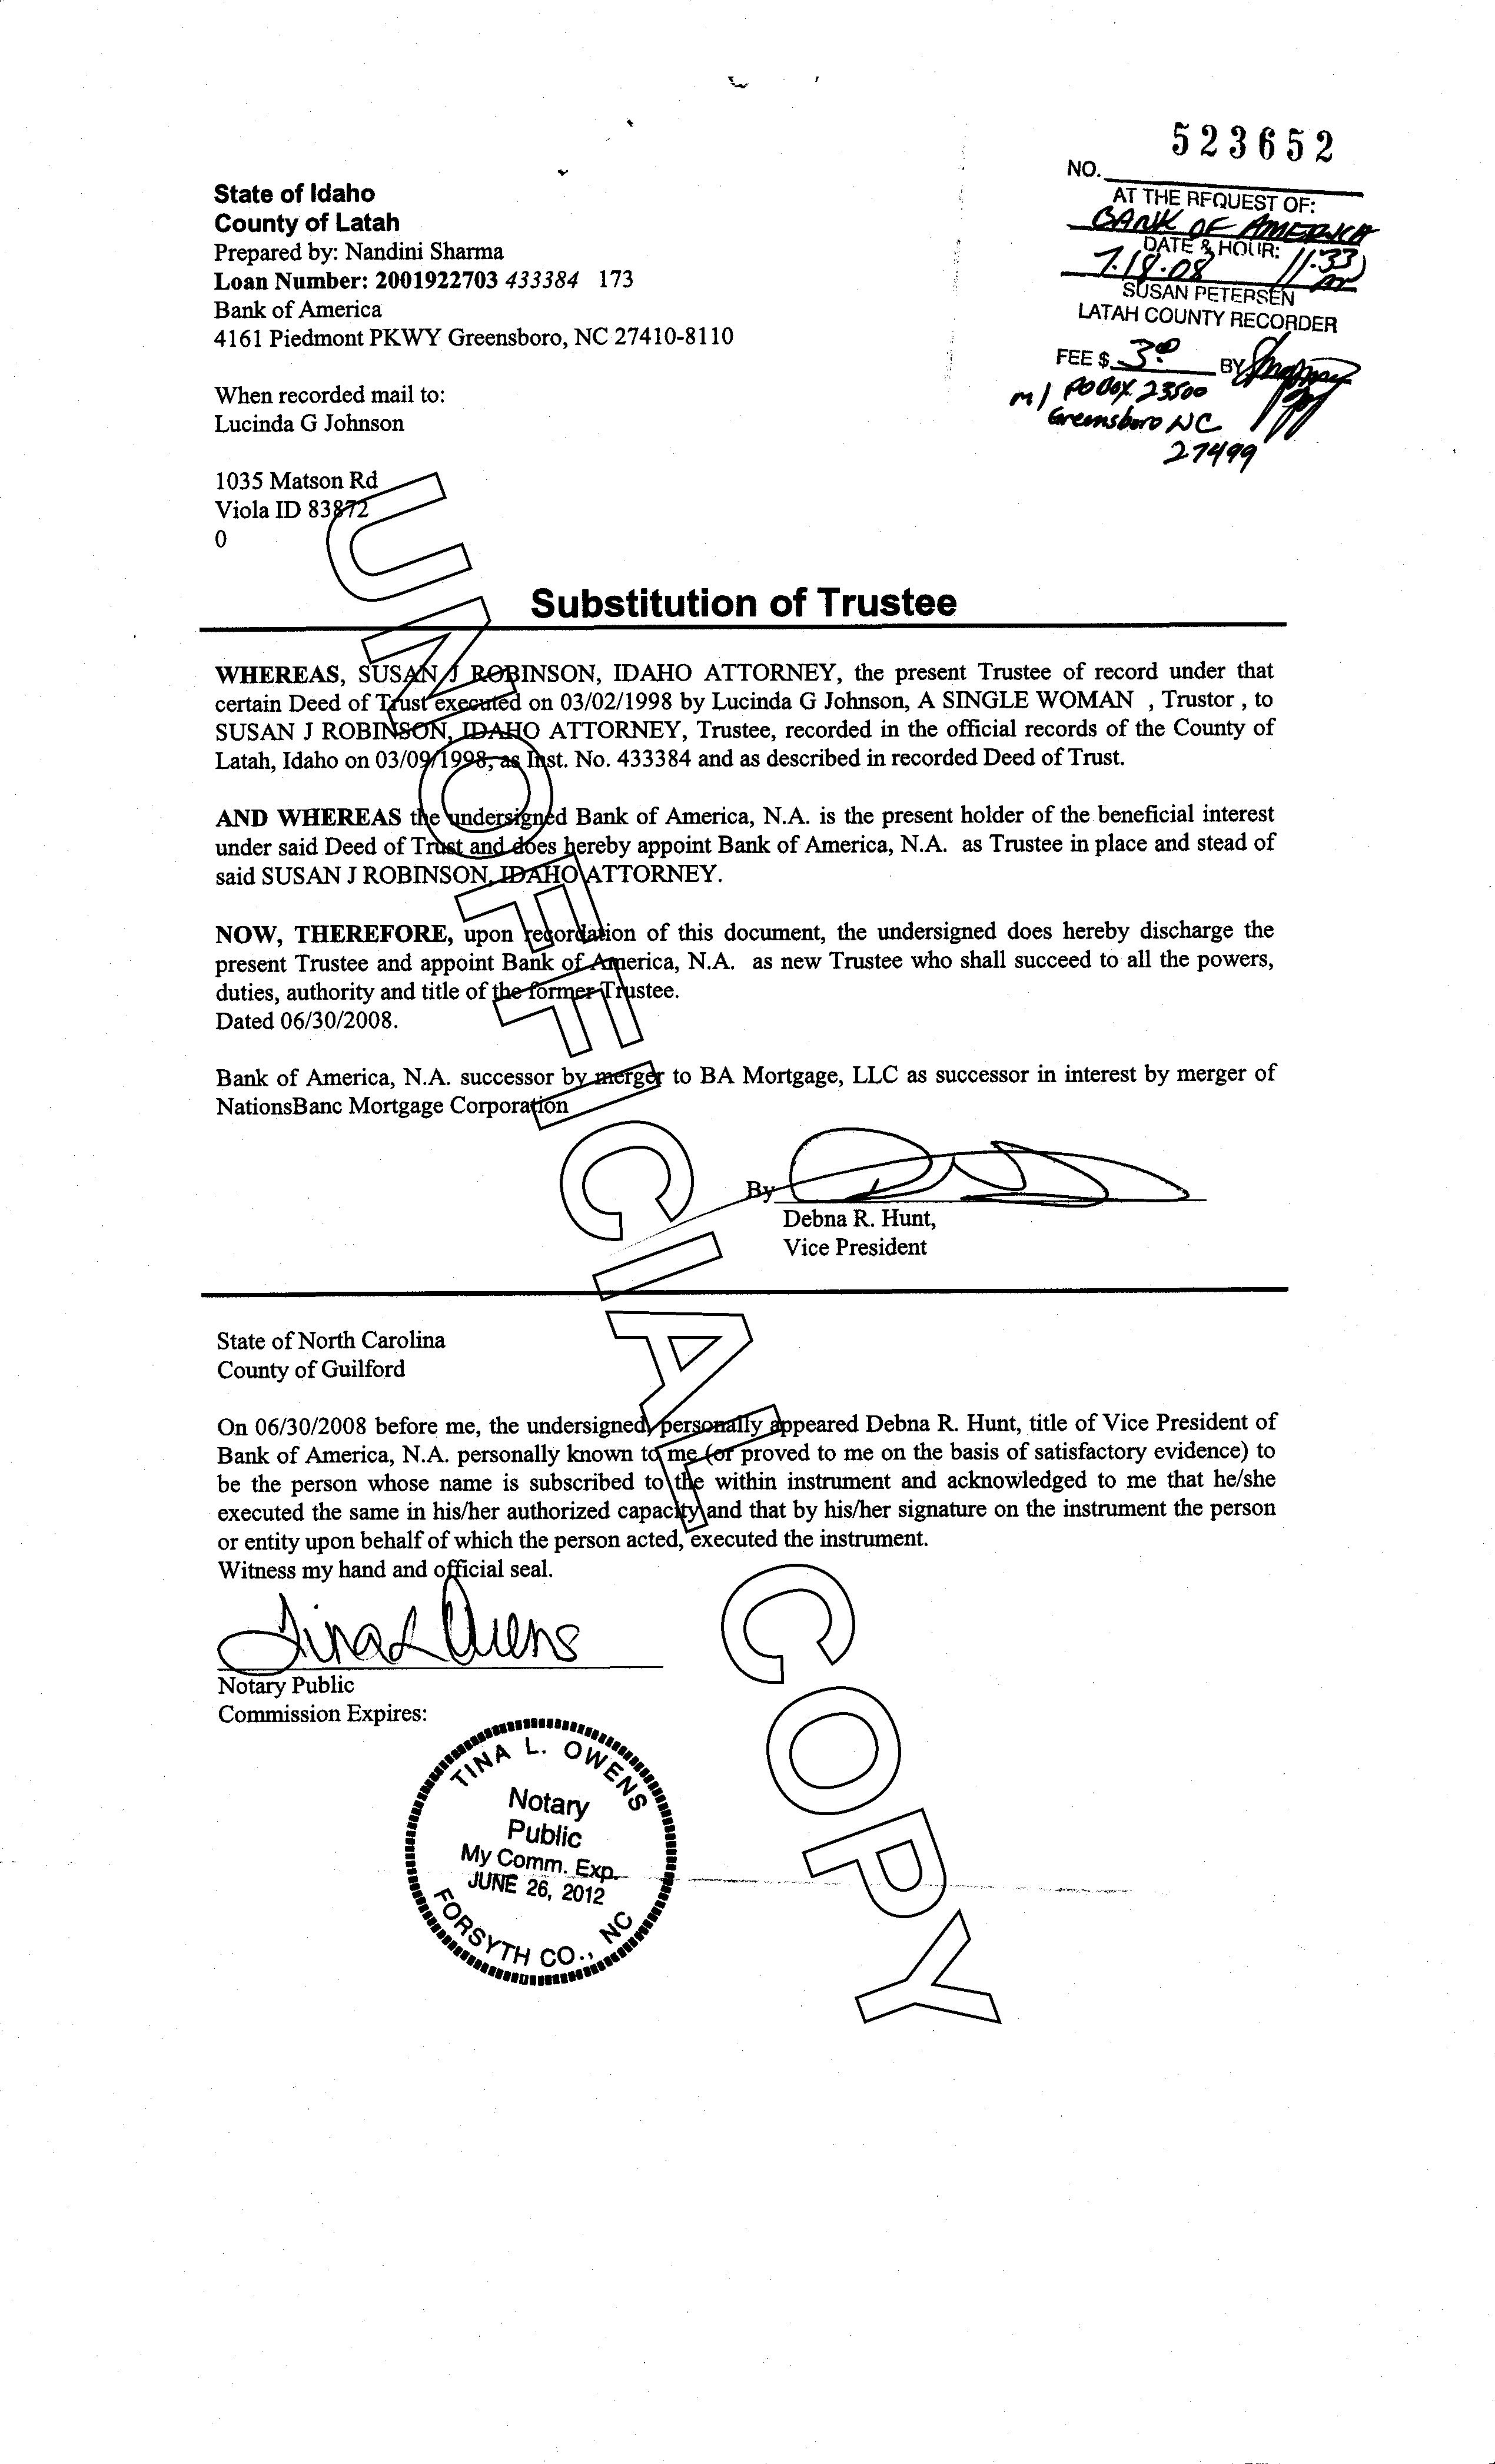 523652
NO.
AT THE REQUEST OF:
BANK OF AMERICA
DATE & HOUR:
7.18.08 11:33
SUSAN PETERSEN
LATAH COUNTY RECORDER
FEE $ 3.00 BY
m/ PO Box 23500
Greensboro NC
27499
State of Idaho
County of Latah
Prepared by: Nandini Sharma
Loan Number: 2001922703 433384 173
Bank of America
4161 Piedmont PKWY Greensboro, NC 27410-8110
When recorded mail to:
Lucinda G Johnson
1035 Matson Rd
Viola ID 83872
0
Substitution of Trustee
WHEREAS, SUSAN J ROBINSON, IDAHO ATTORNEY, the present Trustee of record under that
certain Deed of Trust executed on 03/02/1998 by Lucinda G Johnson, A SINGLE WOMAN , Trustor , to
SUSAN J ROBINSON, IDAHO ATTORNEY, Trustee, recorded in the official records of the County of
Latah, Idaho on 03/09/1998, as Inst. No. 433384 and as described in recorded Deed of Trust.
AND WHEREAS the undersigned Bank of America, N.A. is the present holder of the beneficial interest
under said Deed of Trust and does hereby appoint Bank of America, N.A. as Trustee in place and stead of
said SUSAN J ROBINSON, IDAHO ATTORNEY.
NOW, THEREFORE, upon recordation of this document, the undersigned does hereby discharge the
present Trustee and appoint Bank of America, N.A. as new Trustee who shall succeed to all the powers,
duties, authority and title of the former Trustee.
Dated 06/30/2008.
Bank of America, N.A. successor by merger to BA Mortgage, LLC as successor in interest by merger of
NationsBanc Mortgage Corporation
By
Debna R. Hunt,
Vice President
State of North Carolina
County of Guilford
On 06/30/2008 before me, the undersigned, personally appeared Debna R. Hunt, title of Vice President of
Bank of America, N.A. personally known to me (or proved to me on the basis of satisfactory evidence) to
be the person whose name is subscribed to the within instrument and acknowledged to me that he/she
executed the same in his/her authorized capacity and that by his/her signature on the instrument the person
or entity upon behalf of which the person acted, executed the instrument.
Witness my hand and official seal.
Tina L Owens
Notary Public
Commission Expires:
TINA L. OWENS
Notary
Public
My Comm. Exp.
JUNE 26, 2012
FORSYTH CO., NC
UNOFFICIAL COPY